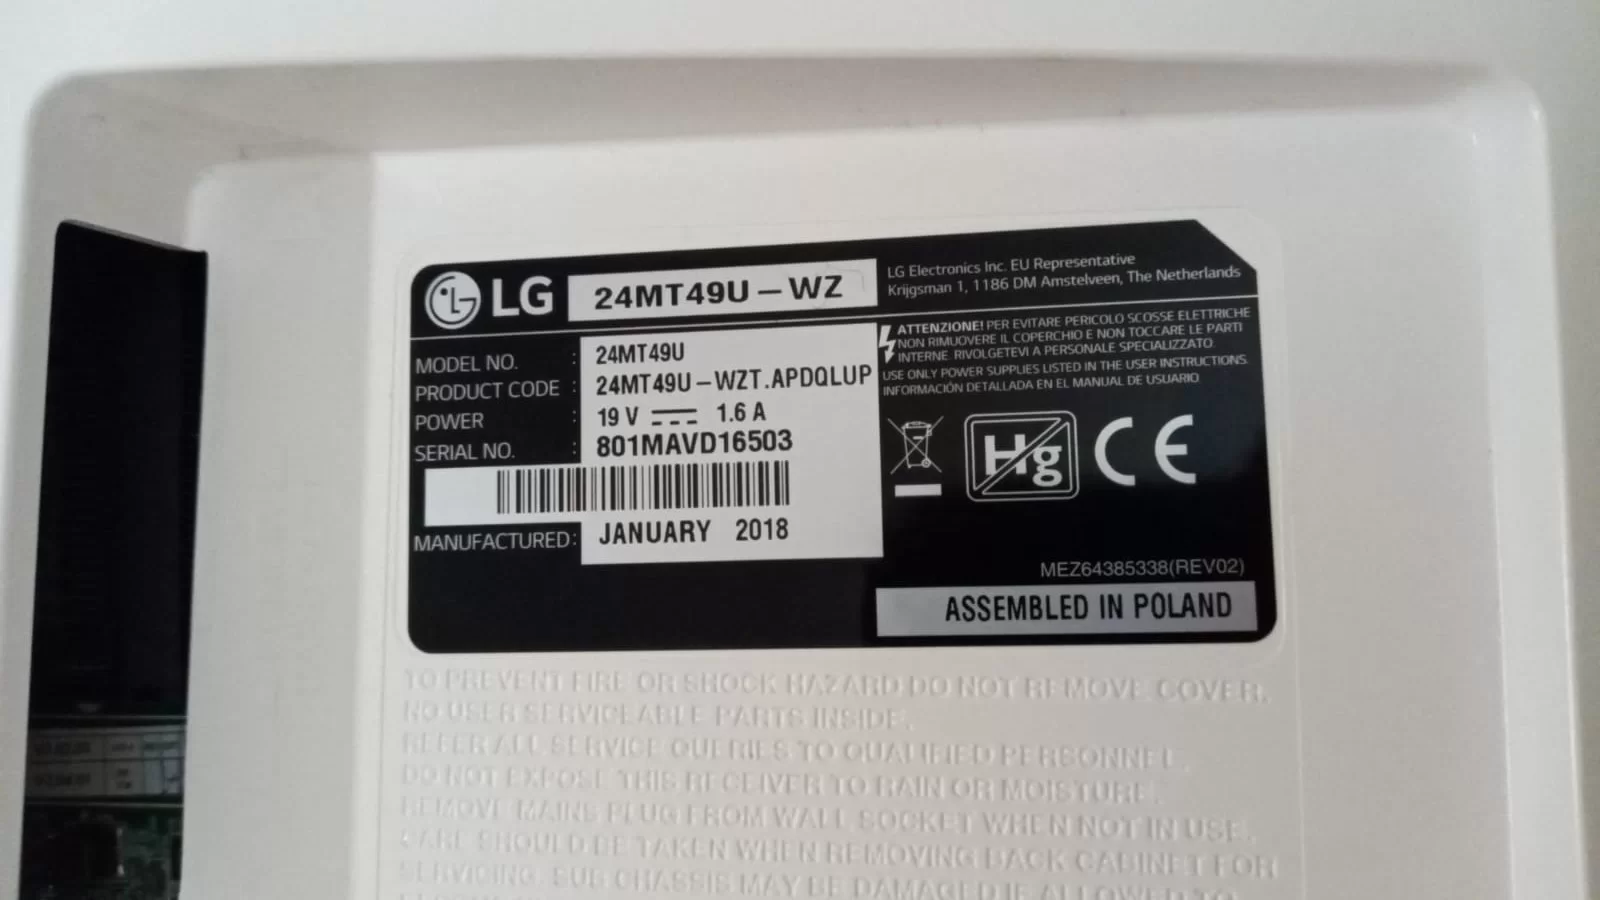 LG 24MT49U-WZ
LG Electronics Inc. EU Representative
Krijgsman 1, 1186 DM Amstelveen, The Netherlands
MODEL NO. : 24MT49U
PRODUCT CODE : 24MT49U-WZT.APDQLUP
POWER : 19 V 1.6 A
SERIAL NO. : 801MAVD16503
MANUFACTURED: JANUARY 2018
ATTENZIONE! PER EVITARE PERICOLO SCOSSE ELETTRICHE
NON RIMUOVERE IL COPERCHIO E NON TOCCARE LE PARTI
INTERNE. RIVOLGETEVI A PERSONALE SPECIALIZZATO.
USE ONLY POWER SUPPLIES LISTED IN THE USER INSTRUCTIONS.
INFORMACIÓN DETALLADA EN EL MANUAL DE USUARIO
Hg CE
MEZ64385338(REV02)
ASSEMBLED IN POLAND
TO PREVENT FIRE OR SHOCK HAZARD DO NOT REMOVE COVER.
NO USER SERVICEABLE PARTS INSIDE.
REFER ALL SERVICE QUERIES TO QUALIFIED PERSONNEL.
DO NOT EXPOSE THIS RECEIVER TO RAIN OR MOISTURE.
REMOVE MAINS PLUG FROM WALL SOCKET WHEN NOT IN USE.
CARE SHOULD BE TAKEN WHEN REMOVING BACK CABINET FOR
SERVICING. SUB CHASSIS MAY BE DAMAGED IF ALLOWED TO